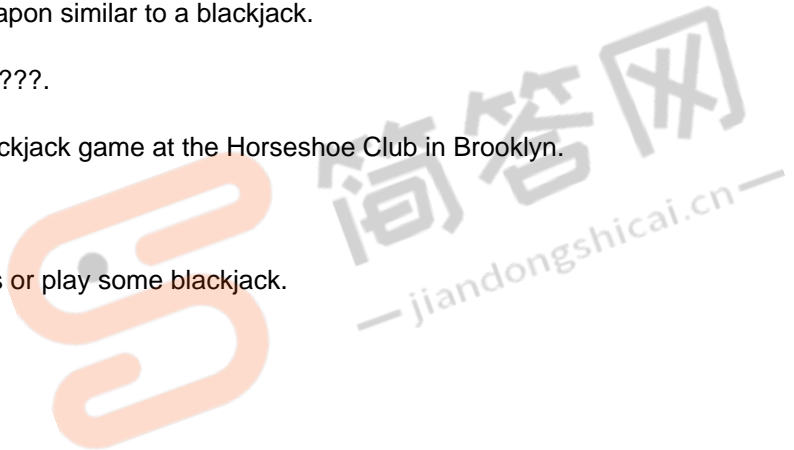 apon similar to a blackjack.
???.
ckjack game at the Horseshoe Club in Brooklyn.
s or play some blackjack.
简答网
jiandongshicai.cn